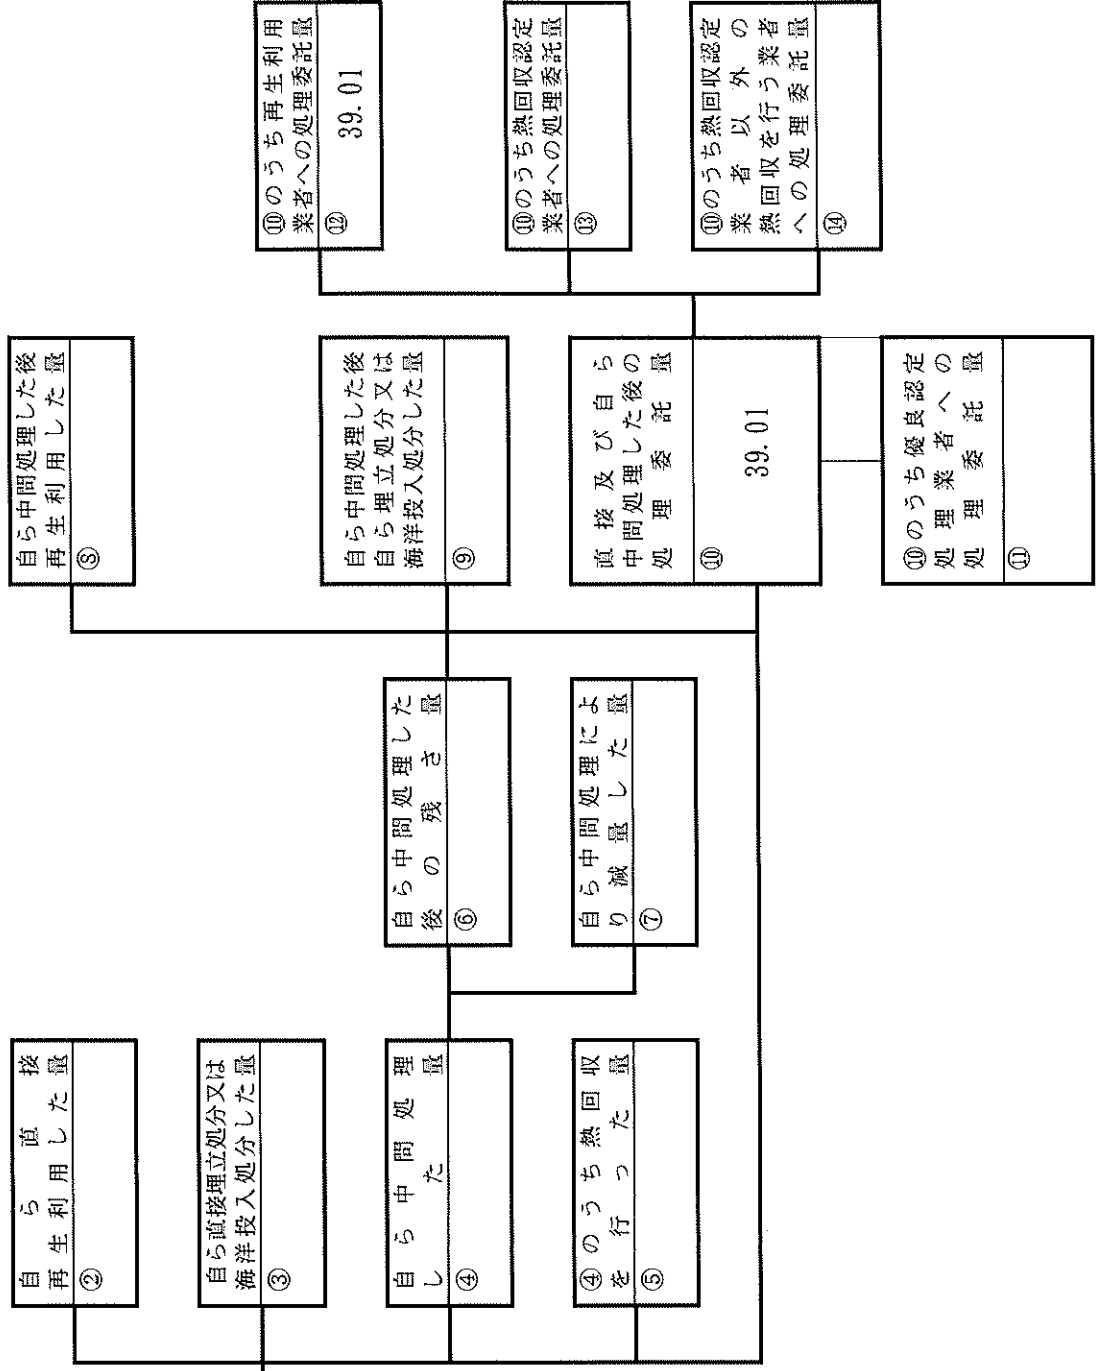 自ら直接
再生利用した量
②
自ら直接埋立処分又は
海洋投入処分した量
③
自ら中間処理
した量
④
④のうち熱回収
を行った量
⑤
自ら中間処理した
後の残さ量
⑥
自ら中間処理によ
り減量した量
⑦
自ら中間処理した後
再生利用した量
⑧
自ら中間処理した後
自ら埋立処分又は
海洋投入処分した量
⑨
直接及び自ら
中間処理した後の
処理委託量
⑩
39.01
⑩のうち優良認定
処理業者への
処理委託量
⑪
⑩のうち再生利用
業者への処理委託量
⑫
39.01
⑩のうち熱回収認定
業者への処理委託量
⑬
⑩のうち熱回収認定
業者以外の
熱回収を行う業者
への処理委託量
⑭